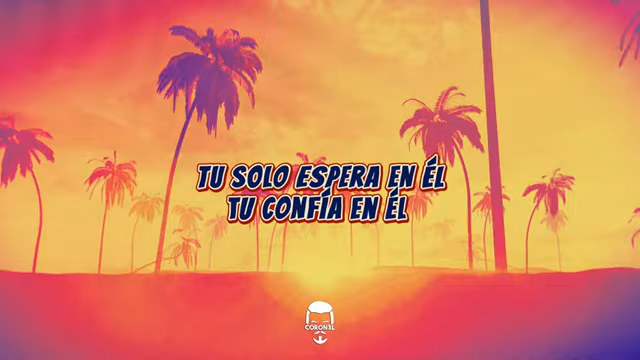 TU SOLO ESPERA EN ÉL
TU CONFÍA EN ÉL
CORON3L